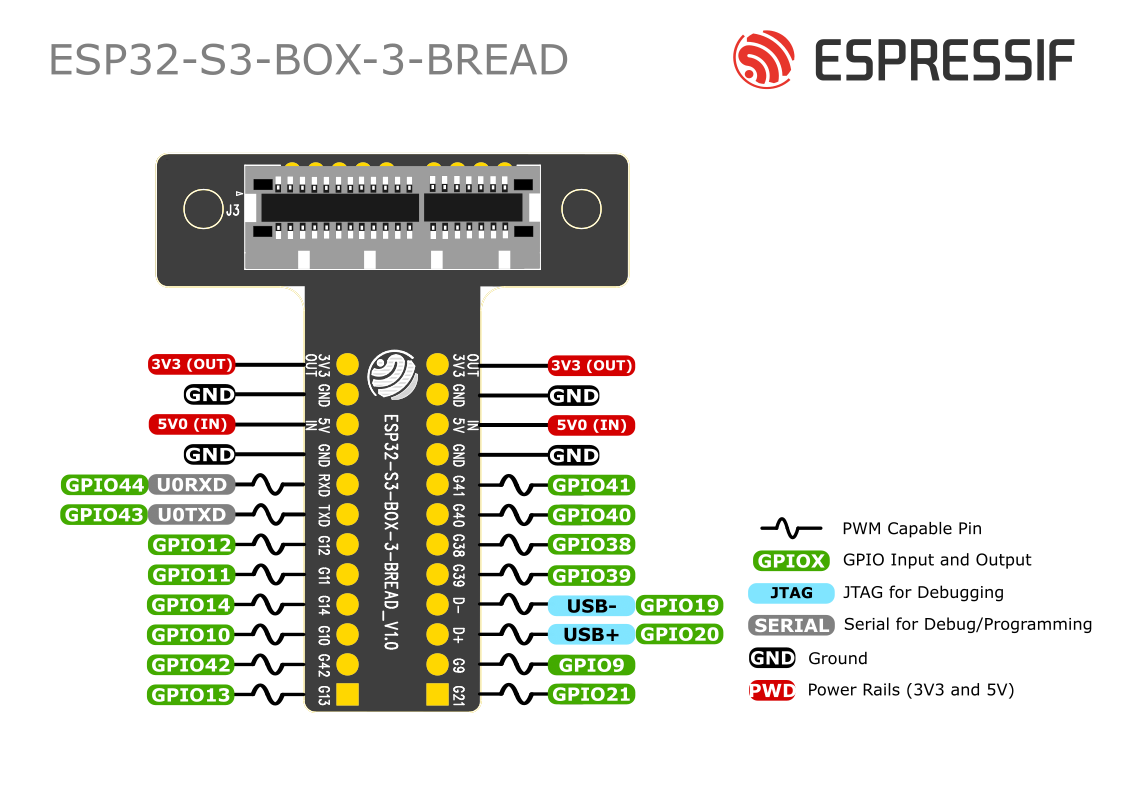 ESP32-S3-BOX-3-BREAD
ESPRESSIF
J3
3V3 (OUT)
GND
5V0 (IN)
GND
GPIO44 U0RXD
GPIO43 U0TXD
GPIO12
GPIO11
GPIO14
GPIO10
GPIO42
GPIO13
3V3 OUT
GND
5V IN
GND
RXD
TXD
G12
G11
G14
G10
G42
G13
ESP32-S3-BOX-3-BREAD_V1.0
3V3 OUT
GND
5V IN
GND
G41
G40
G38
G39
D-
D+
G9
G21
3V3 (OUT)
GND
5V0 (IN)
GND
GPIO41
GPIO40
GPIO38
GPIO39
USB- GPIO19
USB+ GPIO20
GPIO9
GPIO21
PWM Capable Pin
GPIOX GPIO Input and Output
JTAG JTAG for Debugging
SERIAL Serial for Debug/Programming
GND Ground
PWD Power Rails (3V3 and 5V)